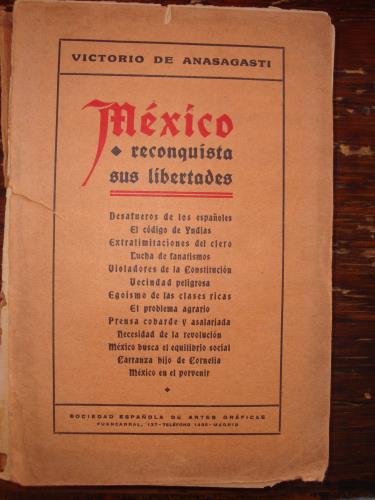 VICTORIO DE ANASAGASTI
México
◆ reconquista
sus libertades
Desafueros de los españoles
El código de Yndias
Extralimitaciones del clero
Lucha de fanatismos
Violadores de la Constitución
Vecindad peligrosa
Egoismo de las clases ricas
El problema agrario
Prensa cobarde y asalariada
Necesidad de la revolución
México busca el equilibrio social
Carranza hijo de Cornelia
México en el porvenir
SOCIEDAD ESPAÑOLA DE ARTES GRÁFICAS
FUENCARRAL, 137-TELÉFONO 1485-MADRID